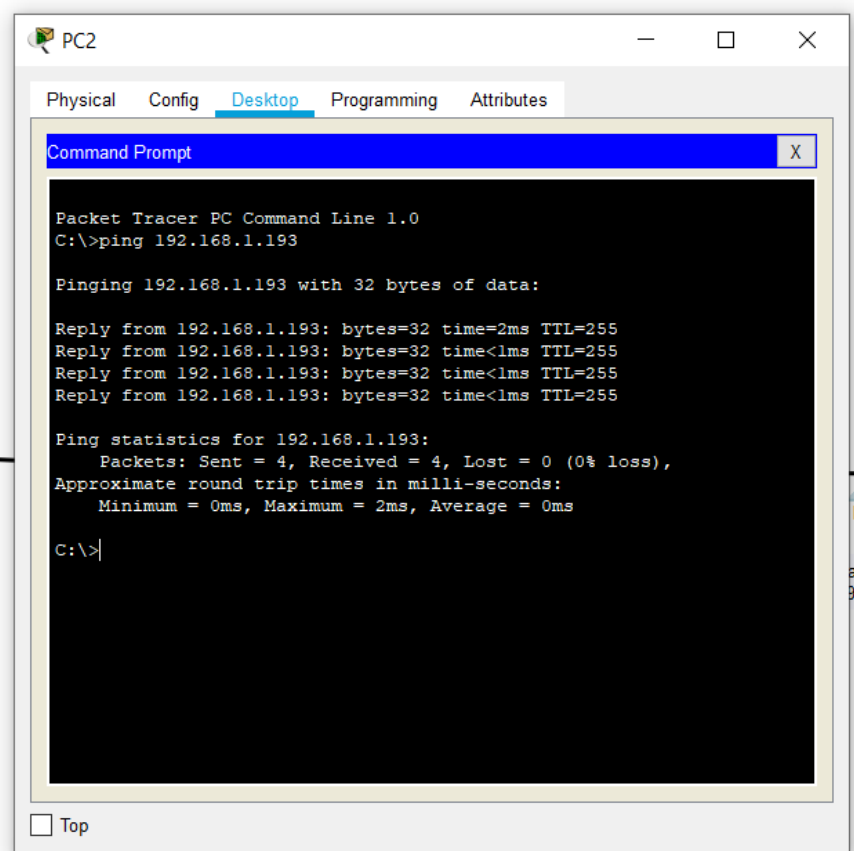 PC2
Physical Config Desktop Programming Attributes
Command Prompt X
Packet Tracer PC Command Line 1.0
C:\>ping 192.168.1.193
Pinging 192.168.1.193 with 32 bytes of data:
Reply from 192.168.1.193: bytes=32 time=2ms TTL=255
Reply from 192.168.1.193: bytes=32 time<1ms TTL=255
Reply from 192.168.1.193: bytes=32 time<1ms TTL=255
Reply from 192.168.1.193: bytes=32 time<1ms TTL=255
Ping statistics for 192.168.1.193:
Packets: Sent = 4, Received = 4, Lost = 0 (0% loss),
Approximate round trip times in milli-seconds:
Minimum = 0ms, Maximum = 2ms, Average = 0ms
C:\>
Top